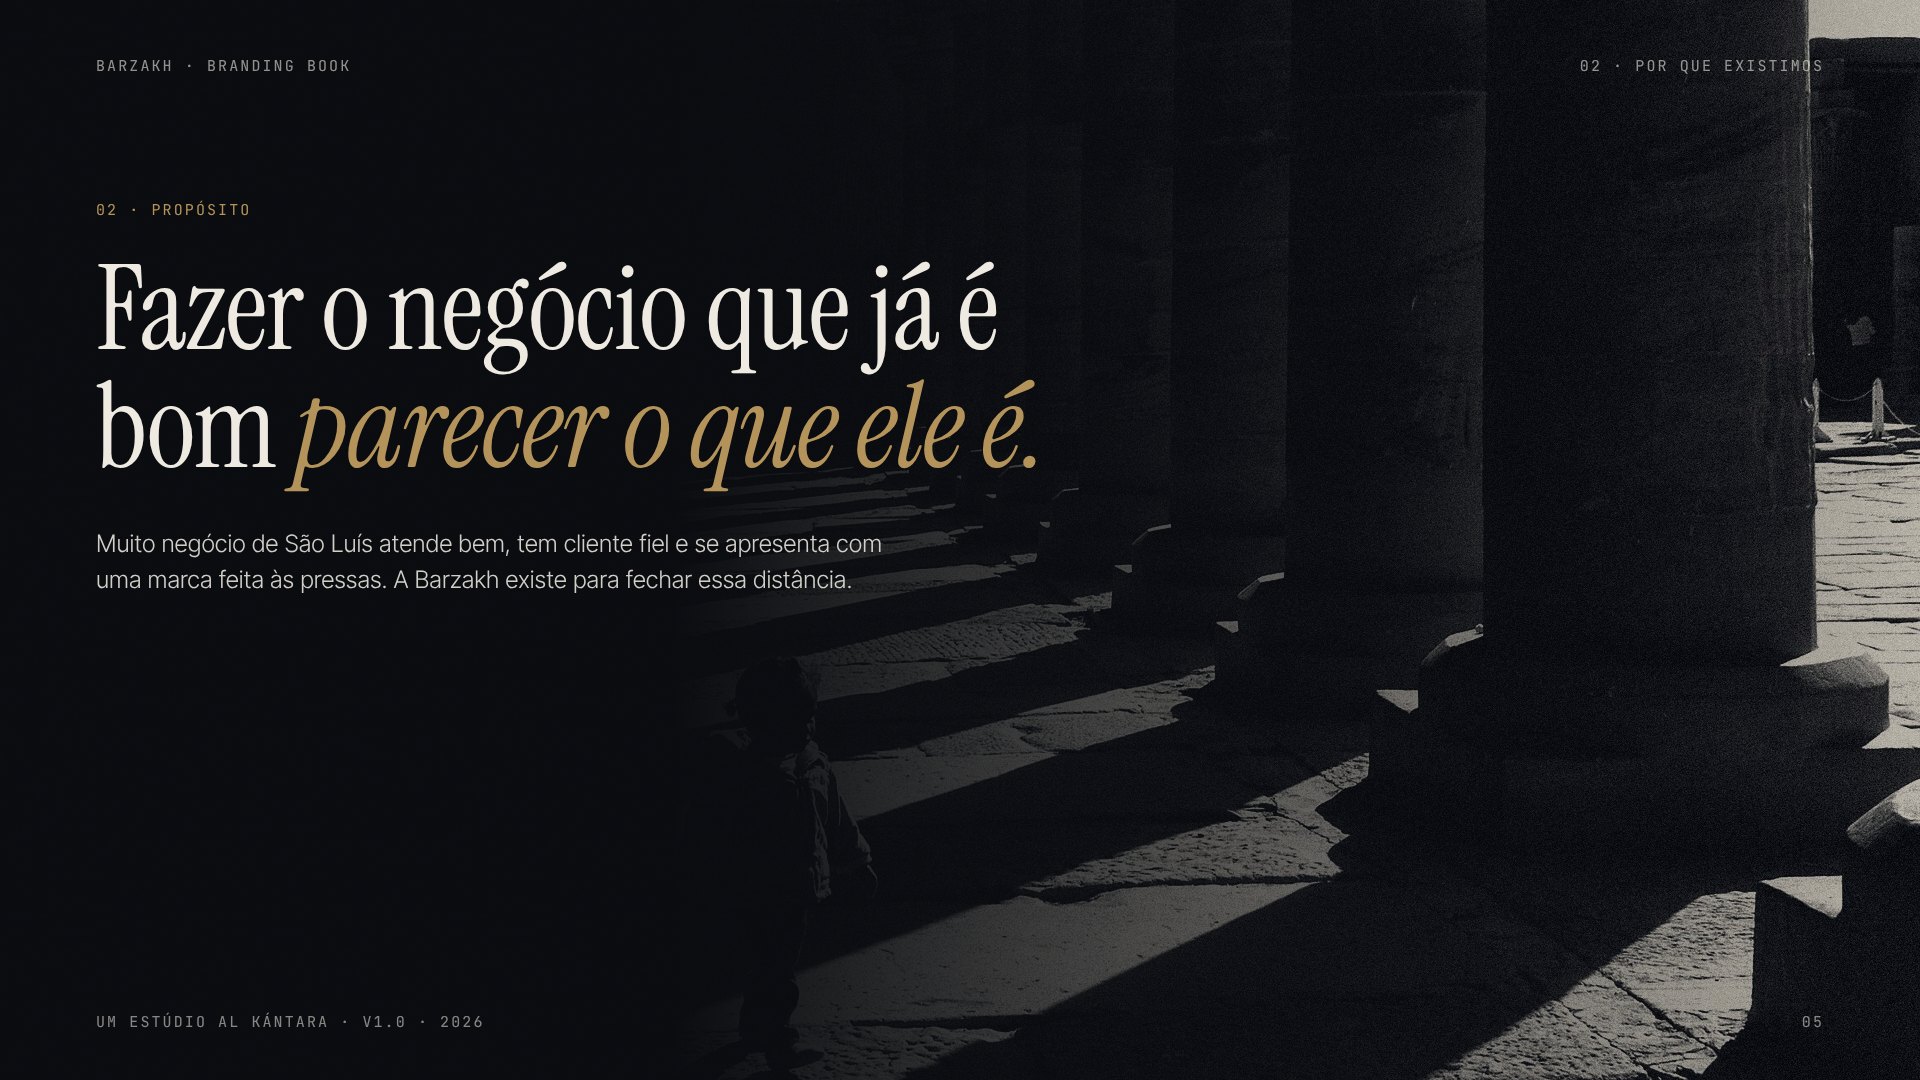 BARZAKH · BRANDING BOOK
02 · POR QUE EXISTIMOS
02 · PROPÓSITO
Fazer o negócio que já é
bom parecer o que ele é.
Muito negócio de São Luís atende bem, tem cliente fiel e se apresenta com
uma marca feita às pressas. A Barzakh existe para fechar essa distância.
UM ESTÚDIO AL KÁNTARA · V1.0 · 2026
05